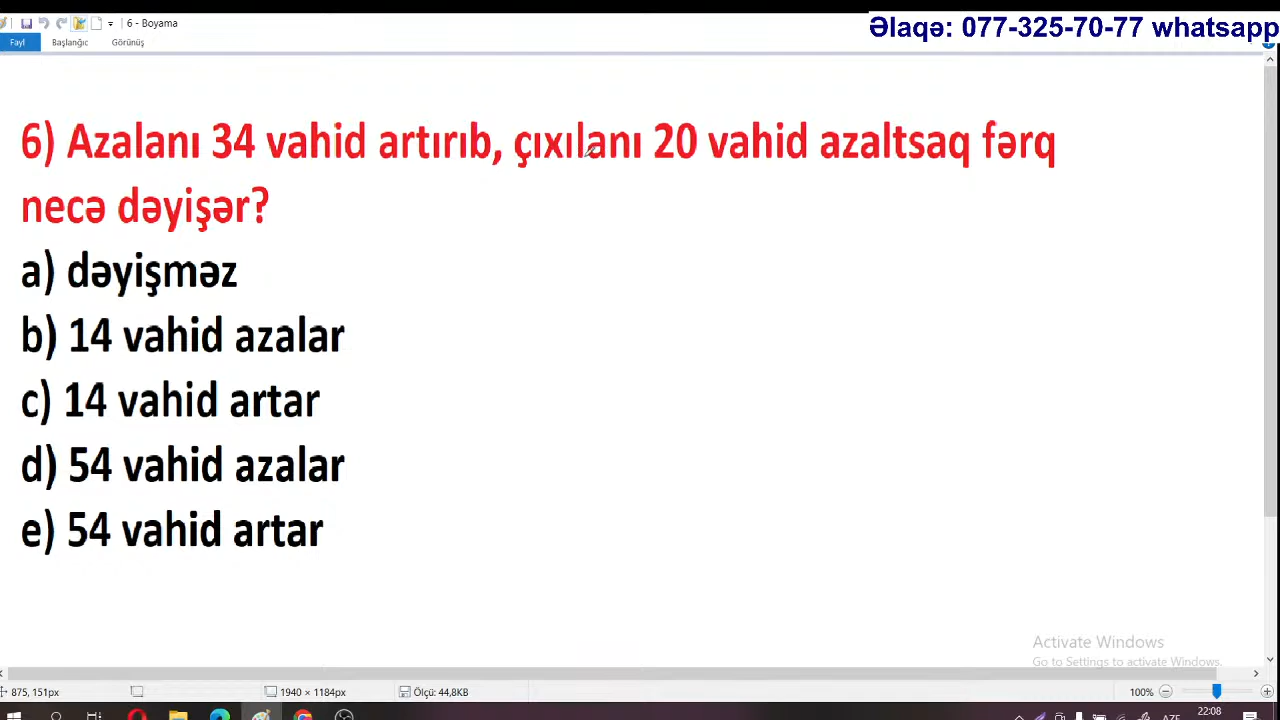 6 - Boyama
Əlaqə: 077-325-70-77 whatsapp
Fayl Başlanğıc Görünüş
6) Azalanı 34 vahid artırıb, çıxılanı 20 vahid azaltsaq fərq
necə dəyişər?
a) dəyişməz
b) 14 vahid azalar
c) 14 vahid artar
d) 54 vahid azalar
e) 54 vahid artar
Activate Windows
Go to Settings to activate Windows.
875, 151px 1940 × 1184px Ölçü: 44,8KB 100%
AZE 22:08